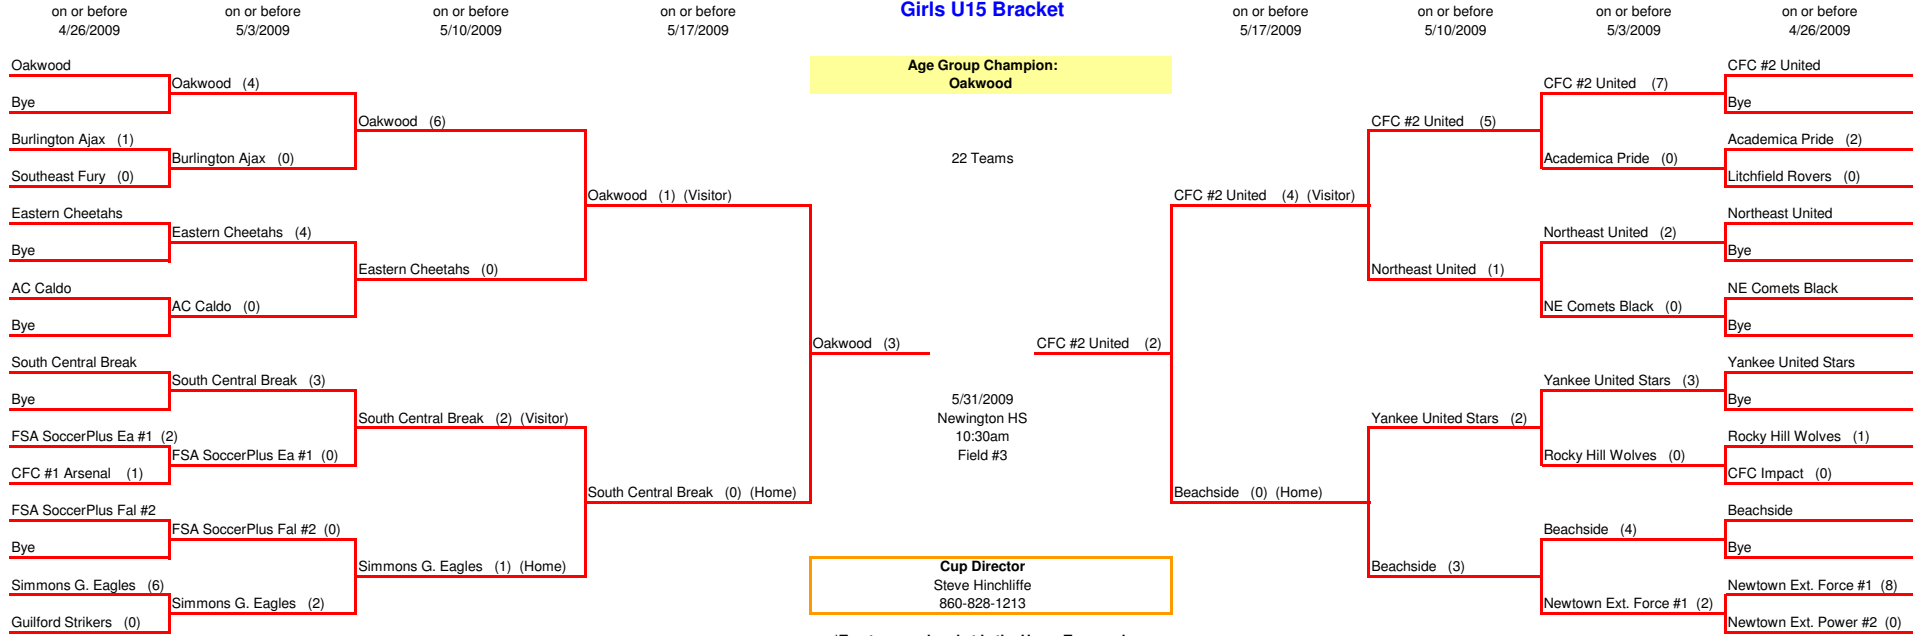 Girls U15 Bracket
on or before
4/26/2009
on or before
5/3/2009
on or before
5/10/2009
on or before
5/17/2009
on or before
5/17/2009
on or before
5/10/2009
on or before
5/3/2009
on or before
4/26/2009
Oakwood
Bye
Burlington Ajax (1)
Southeast Fury (0)
Eastern Cheetahs
Bye
AC Caldo
Bye
South Central Break
Bye
FSA SoccerPlus Ea #1 (2)
CFC #1 Arsenal (1)
FSA SoccerPlus Fal #2
Bye
Simmons G. Eagles (6)
Guilford Strikers (0)
Oakwood (4)
Burlington Ajax (0)
Eastern Cheetahs (4)
AC Caldo (0)
South Central Break (3)
FSA SoccerPlus Ea #1 (0)
FSA SoccerPlus Fal #2 (0)
Simmons G. Eagles (2)
Oakwood (6)
Eastern Cheetahs (0)
South Central Break (2) (Visitor)
Simmons G. Eagles (1) (Home)
Oakwood (1) (Visitor)
South Central Break (0) (Home)
Age Group Champion:
Oakwood
22 Teams
Oakwood (3)
CFC #2 United (2)
5/31/2009
Newington HS
10:30am
Field #3
Cup Director
Steve Hinchliffe
860-828-1213
CFC #2 United (4) (Visitor)
Beachside (0) (Home)
CFC #2 United (5)
Northeast United (1)
Yankee United Stars (2)
Beachside (3)
CFC #2 United (7)
Academica Pride (0)
Northeast United (2)
NE Comets Black (0)
Yankee United Stars (3)
Rocky Hill Wolves (0)
Beachside (4)
Newtown Ext. Force #1 (2)
CFC #2 United
Bye
Academica Pride (2)
Litchfield Rovers (0)
Northeast United
Bye
NE Comets Black
Bye
Yankee United Stars
Bye
Rocky Hill Wolves (1)
CFC Impact (0)
Beachside
Bye
Newtown Ext. Force #1 (8)
Newtown Ext. Power #2 (0)